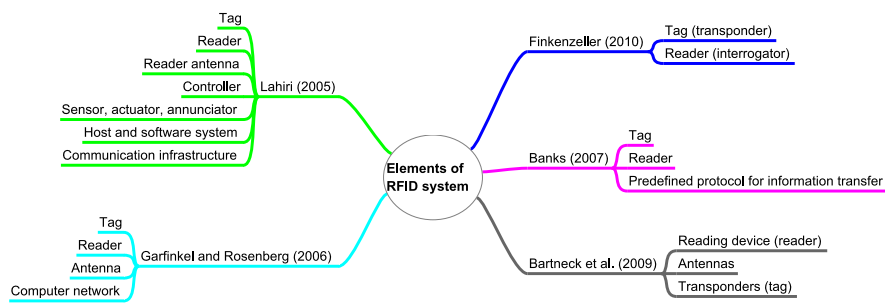 Elements of
RFID system
Lahiri (2005)
Tag
Reader
Reader antenna
Controller
Sensor, actuator, annunciator
Host and software system
Communication infrastructure
Garfinkel and Rosenberg (2006)
Tag
Reader
Antenna
Computer network
Finkenzeller (2010)
Tag (transponder)
Reader (interrogator)
Banks (2007)
Tag
Reader
Predefined protocol for information transfer
Bartneck et al. (2009)
Reading device (reader)
Antennas
Transponders (tag)